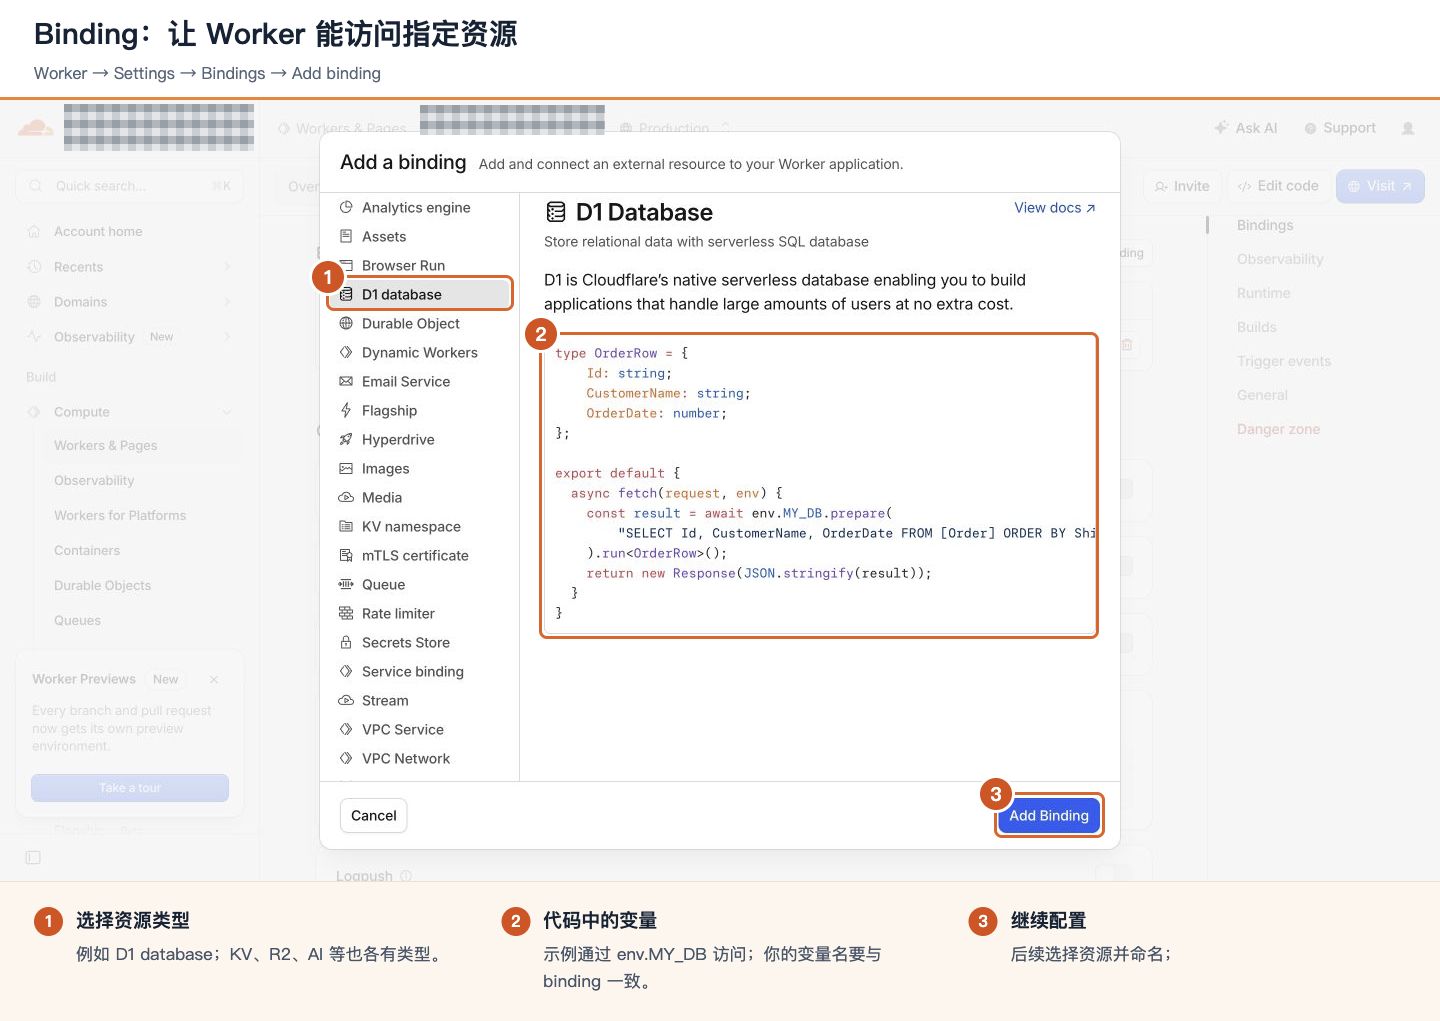 Binding：让 Worker 能访问指定资源
Worker → Settings → Bindings → Add binding
Workers & Pages
Production
Ask AI
Support
Quick search...
⌘K
Invite
Edit code
Visit ↗
Account home
Recents
Domains
Observability New
Build
Compute
Workers & Pages
Observability
Workers for Platforms
Containers
Durable Objects
Queues
Worker Previews New ×
Every branch and pull request
now gets its own preview
environment.
Take a tour
Add a binding Add and connect an external resource to your Worker application.
Analytics engine
Assets
Browser Run
1
D1 database
Durable Object
Dynamic Workers
Email Service
Flagship
Hyperdrive
Images
Media
KV namespace
mTLS certificate
Queue
Rate limiter
Secrets Store
Service binding
Stream
VPC Service
VPC Network
D1 Database
View docs ↗
Store relational data with serverless SQL database
D1 is Cloudflare’s native serverless database enabling you to build
applications that handle large amounts of users at no extra cost.
2
type OrderRow = {
    Id: string;
    CustomerName: string;
    OrderDate: number;
};
export default {
  async fetch(request, env) {
    const result = await env.MY_DB.prepare(
        "SELECT Id, CustomerName, OrderDate FROM [Order] ORDER BY Shi
    ).run<OrderRow>();
    return new Response(JSON.stringify(result));
  }
}
Cancel
3
Add Binding
Bindings
Observability
Runtime
Builds
Trigger events
General
Danger zone
Logpush
1 选择资源类型
例如 D1 database；KV、R2、AI 等也各有类型。
2 代码中的变量
示例通过 env.MY_DB 访问；你的变量名要与
binding 一致。
3 继续配置
后续选择资源并命名；